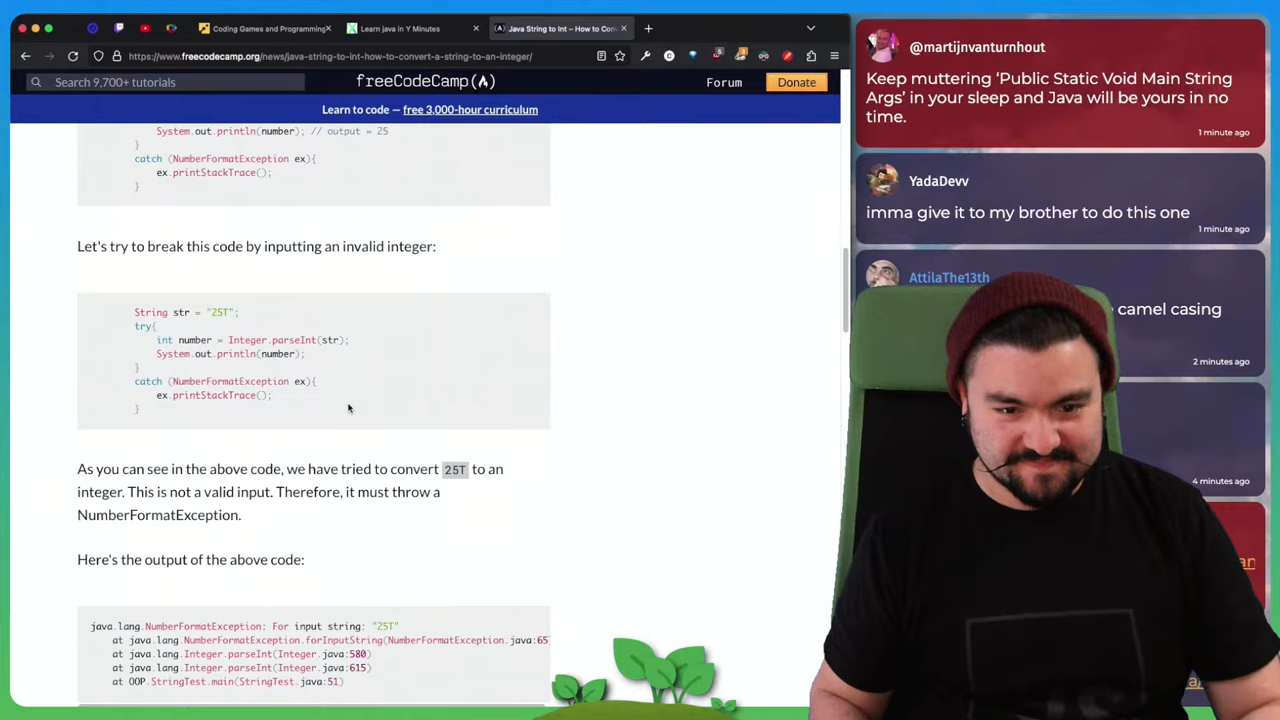 Coding Games and Programming
Learn java in Y Minutes
Java String to Int – How to Con
https://www.freecodecamp.org/news/java-string-to-int-how-to-convert-a-string-to-an-integer/
Search 9,700+ tutorials
freeCodeCamp(🔥)
Forum
Donate
Learn to code — free 3,000-hour curriculum
System.out.println(number); // output = 25
}
catch (NumberFormatException ex){
ex.printStackTrace();
}
Let's try to break this code by inputting an invalid integer:
String str = "25T";
try{
int number = Integer.parseInt(str);
System.out.println(number);
}
catch (NumberFormatException ex){
ex.printStackTrace();
}
As you can see in the above code, we have tried to convert 25T to an
integer. This is not a valid input. Therefore, it must throw a
NumberFormatException.
Here's the output of the above code:
java.lang.NumberFormatException: For input string: "25T"
at java.lang.NumberFormatException.forInputString(NumberFormatException.java:65
at java.lang.Integer.parseInt(Integer.java:580)
at java.lang.Integer.parseInt(Integer.java:615)
at OOP.StringTest.main(StringTest.java:51)
@martijnvanturnhout
Keep muttering ‘Public Static Void Main String
Args’ in your sleep and Java will be yours in no
time.
1 minute ago
YadaDevv
imma give it to my brother to do this one
1 minute ago
AttilaThe13th
camel casing
2 minutes ago
4 minutes ago